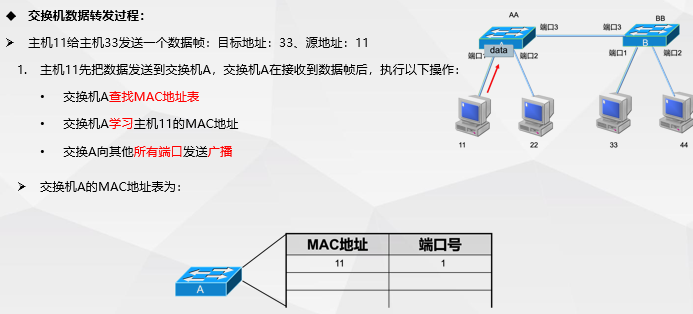 交换机数据转发过程：
主机11给主机33发送一个数据帧：目标地址：33、源地址：11
1. 主机11先把数据发送到交换机A，交换机A在接收到数据帧后，执行以下操作：
交换机A查找MAC地址表
交换机A学习主机11的MAC地址
交换A向其他所有端口发送广播
交换机A的MAC地址表为：
AA
BB
端口3
端口3
B
data
端口1
端口2
端口1
端口2
11
22
33
44
A
MAC地址 端口号
11 1